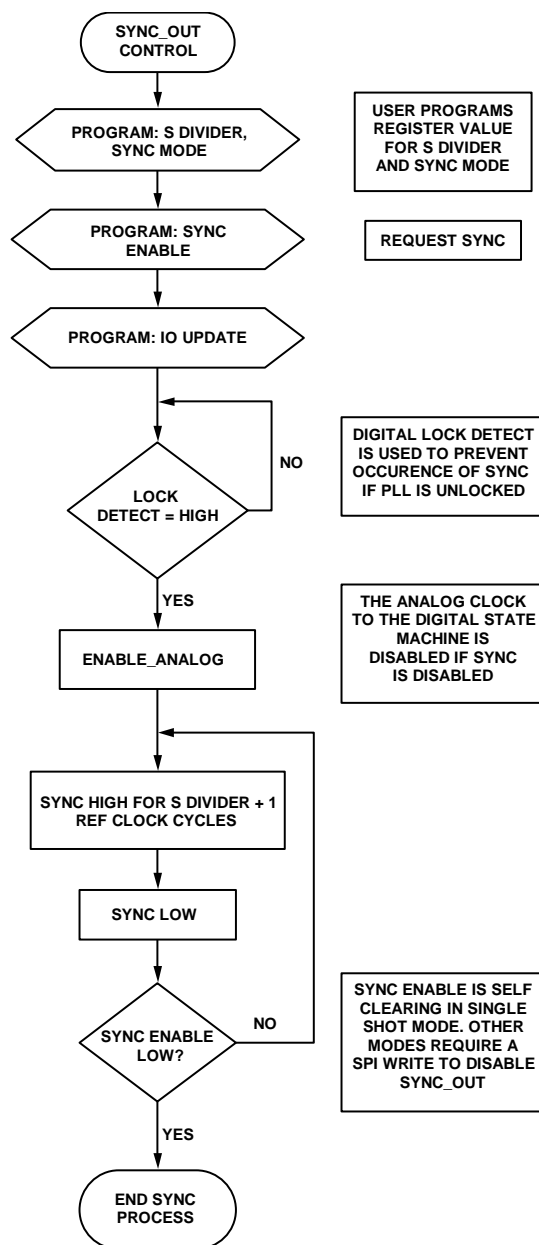 SYNC_OUT
CONTROL
PROGRAM: S DIVIDER,
SYNC MODE
USER PROGRAMS
REGISTER VALUE
FOR S DIVIDER
AND SYNC MODE
PROGRAM: SYNC
ENABLE
REQUEST SYNC
PROGRAM: IO UPDATE
LOCK
DETECT = HIGH
NO
DIGITAL LOCK DETECT
IS USED TO PREVENT
OCCURENCE OF SYNC
IF PLL IS UNLOCKED
YES
ENABLE_ANALOG
THE ANALOG CLOCK
TO THE DIGITAL STATE
MACHINE IS
DISABLED IF SYNC
IS DISABLED
SYNC HIGH FOR S DIVIDER + 1
REF CLOCK CYCLES
SYNC LOW
SYNC ENABLE
LOW?
NO
SYNC ENABLE IS SELF
CLEARING IN SINGLE
SHOT MODE. OTHER
MODES REQUIRE A
SPI WRITE TO DISABLE
SYNC_OUT
YES
END SYNC
PROCESS